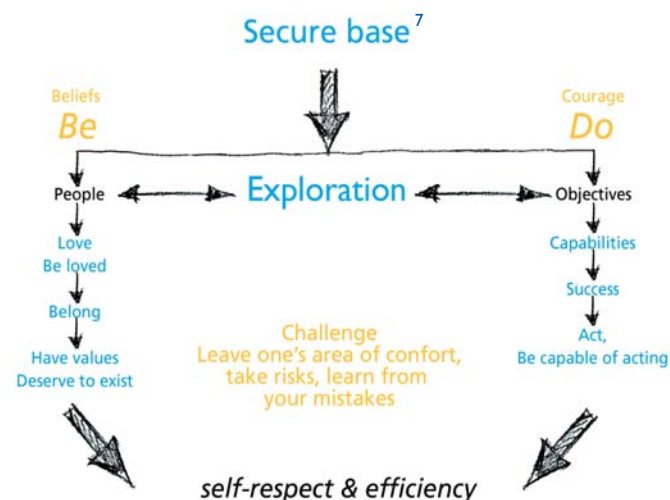 Secure base 7
Beliefs
Be
Courage
Do
People
Exploration
Objectives
Love
Be loved
Belong
Have values
Deserve to exist
Capabilities
Success
Act,
Be capable of acting
Challenge
Leave one's area of confort,
take risks, learn from
your mistakes
self-respect & efficiency